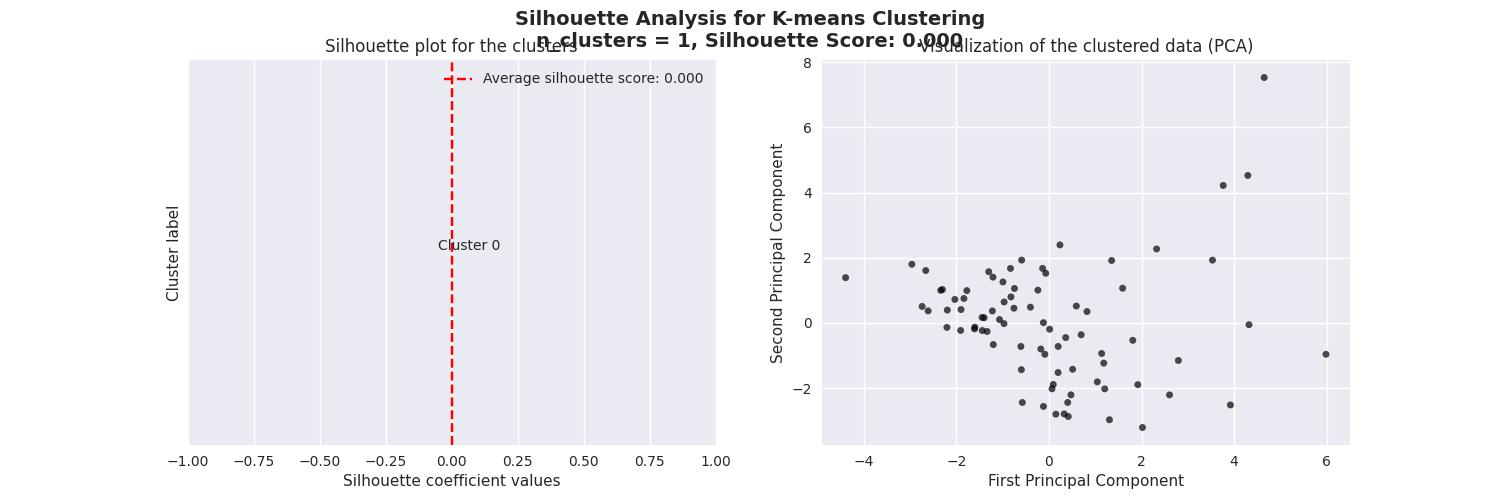 Silhouette Analysis for K-means Clustering
n_clusters = 1, Silhouette Score: 0.000
Silhouette plot for the clusters
Average silhouette score: 0.000
Cluster label
Cluster 0
−1.00 −0.75 −0.50 −0.25 0.00 0.25 0.50 0.75 1.00
Silhouette coefficient values
Visualization of the clustered data (PCA)
Second Principal Component
8
6
4
2
0
−2
−4 −2 0 2 4 6
First Principal Component